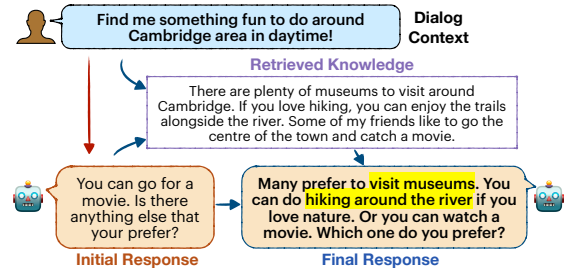 Find me something fun to do around
Cambridge area in daytime!
Dialog
Context
Retrieved Knowledge
There are plenty of museums to visit around
Cambridge. If you love hiking, you can enjoy the trails
alongside the river. Some of my friends like to go the
centre of the town and catch a movie.
You can go for a
movie. Is there
anything else that
your prefer?
Initial Response
Many prefer to visit museums. You
can do hiking around the river if you
love nature. Or you can watch a
movie. Which one do you prefer?
Final Response